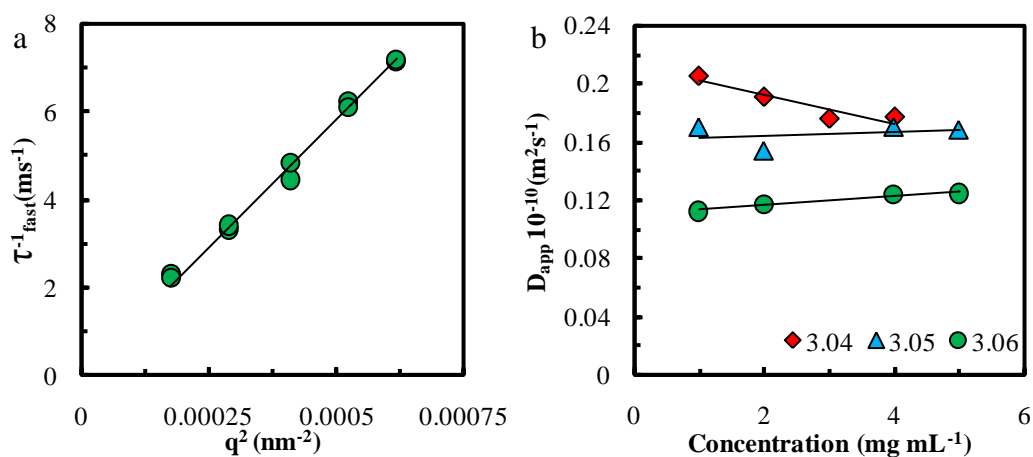 a
8
6
4
2
0
τ⁻¹fast(ms⁻¹)
0 0.00025 0.0005 0.00075
q² (nm⁻²)
b
0.24
0.2
0.16
0.12
0.08
0.04
0
Dapp 10⁻¹⁰(m²s⁻¹)
3.04 3.05 3.06
0 2 4 6
Concentration (mg mL⁻¹)